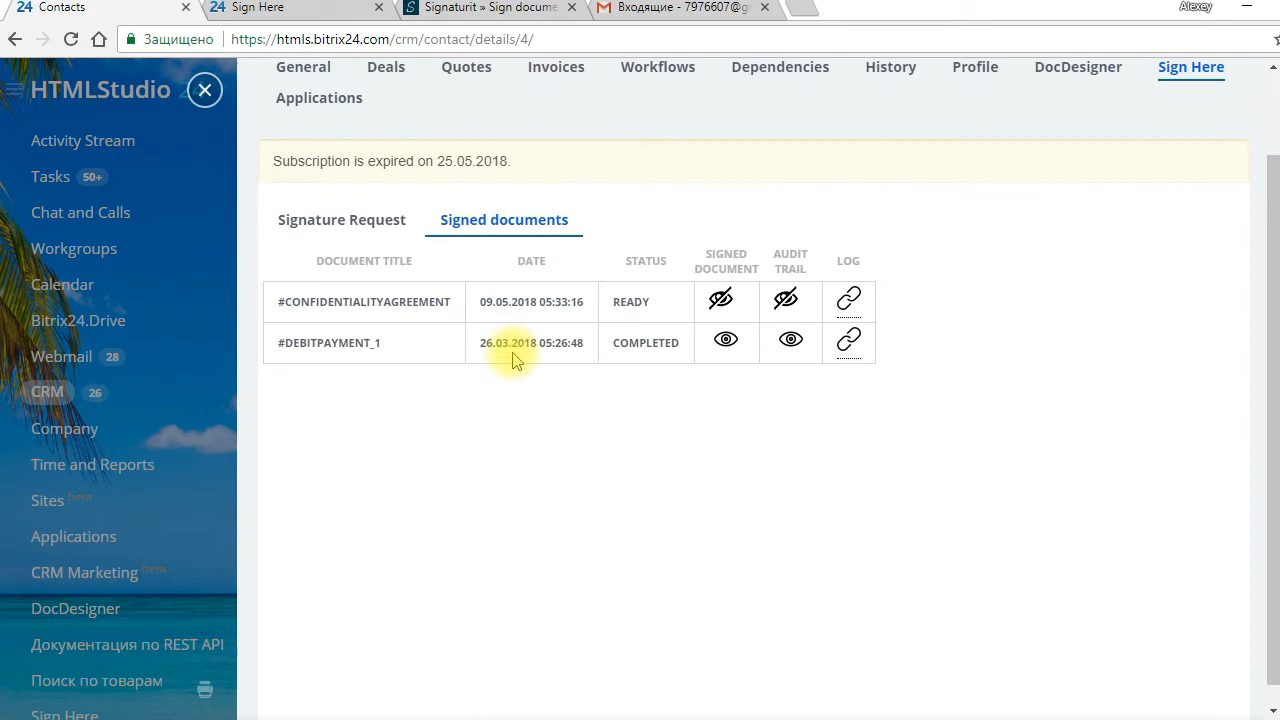 24 Contacts
24 Sign Here
Signaturit » Sign docume
Входящие - 7976607@g
Alexey
Защищено
https://htmls.bitrix24.com/crm/contact/details/4/
HTMLStudio 2
Activity Stream
Tasks 50+
Chat and Calls
Workgroups
Calendar
Bitrix24.Drive
Webmail 28
CRM 26
Company
Time and Reports
Sites beta
Applications
CRM Marketing beta
DocDesigner
Документация по REST API
Поиск по товарам
Sign Here
General Deals Quotes Invoices Workflows Dependencies History Profile DocDesigner Sign Here
Applications
Subscription is expired on 25.05.2018.
Signature Request Signed documents
DOCUMENT TITLE DATE STATUS SIGNED DOCUMENT AUDIT TRAIL LOG
#CONFIDENTIALITYAGREEMENT 09.05.2018 05:33:16 READY
#DEBITPAYMENT_1 26.03.2018 05:26:48 COMPLETED